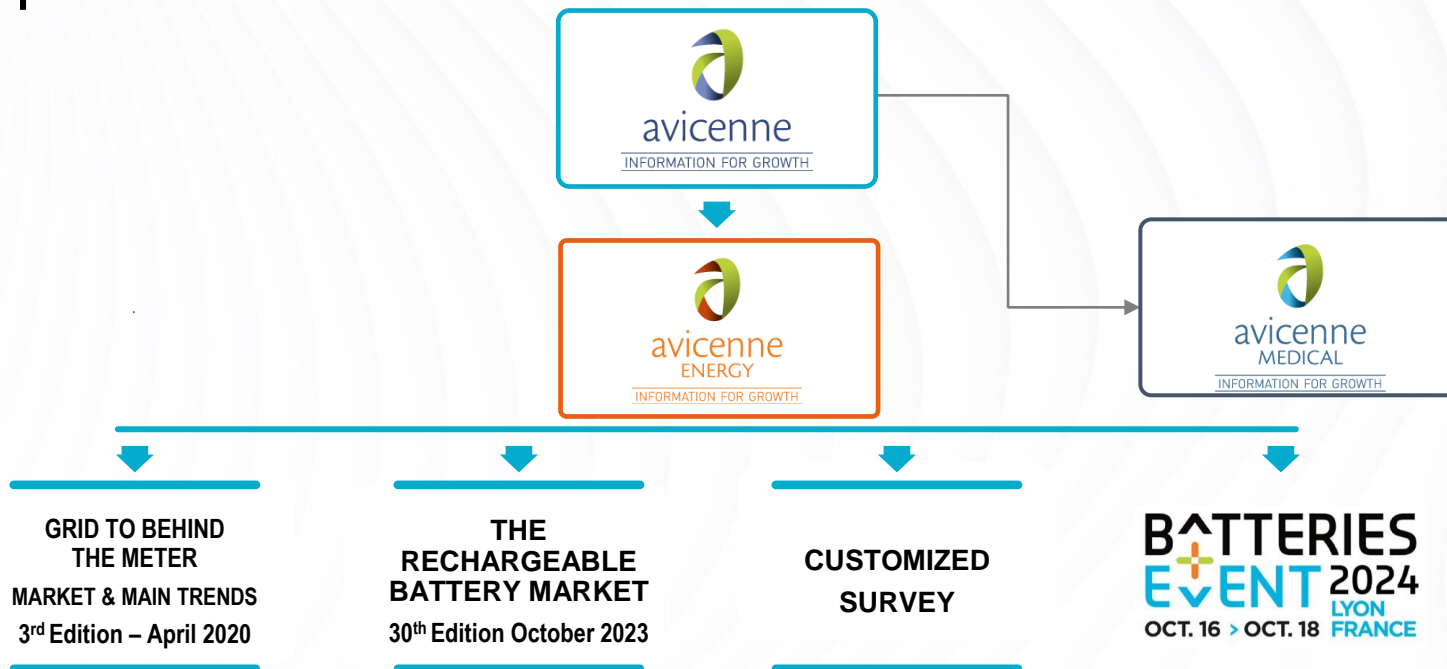 avicenne
INFORMATION FOR GROWTH
avicenne
ENERGY
INFORMATION FOR GROWTH
avicenne
MEDICAL
INFORMATION FOR GROWTH
GRID TO BEHIND
THE METER
MARKET & MAIN TRENDS
3rd Edition – April 2020
THE
RECHARGEABLE
BATTERY MARKET
30th Edition October 2023
CUSTOMIZED
SURVEY
BATTERIES
EVENT 2024
LYON
OCT. 16 > OCT. 18 FRANCE